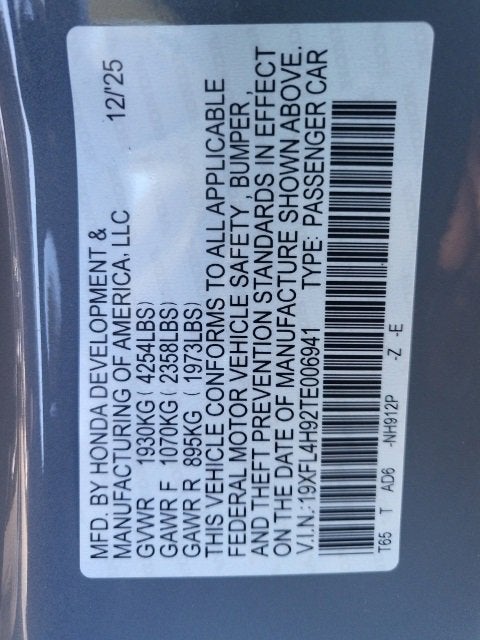 MFD. BY HONDA DEVELOPMENT &
MANUFACTURING OF AMERICA, LLC 12/'25
GVWR 1930KG ( 4254LBS)
GAWR F 1070KG ( 2358LBS)
GAWR R 895KG ( 1973LBS)
THIS VEHICLE CONFORMS TO ALL APPLICABLE
FEDERAL MOTOR VEHICLE SAFETY, BUMPER,
AND THEFT PREVENTION STANDARDS IN EFFECT
ON THE DATE OF MANUFACTURE SHOWN ABOVE.
V.I.N.:19XFL4H92TE006941 TYPE: PASSENGER CAR
T65 T AD6 -NH912P -Z -E